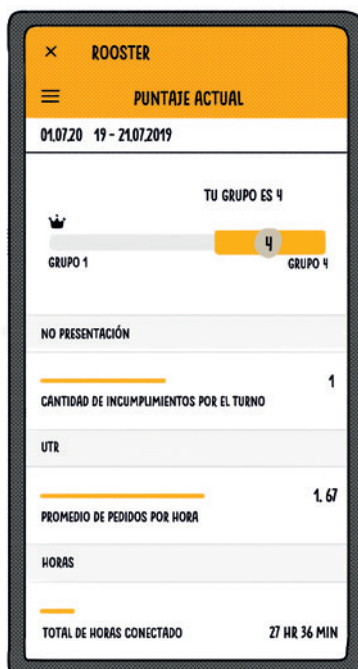 × ROOSTER
PUNTAJE ACTUAL
01.07.20 19 - 21.07.2019
TU GRUPO ES 4
4
GRUPO 1 GRUPO 4
NO PRESENTACIÓN
1
CANTIDAD DE INCUMPLIMIENTOS POR EL TURNO
UTR
1. 67
PROMEDIO DE PEDIDOS POR HORA
HORAS
TOTAL DE HORAS CONECTADO 27 HR 36 MIN